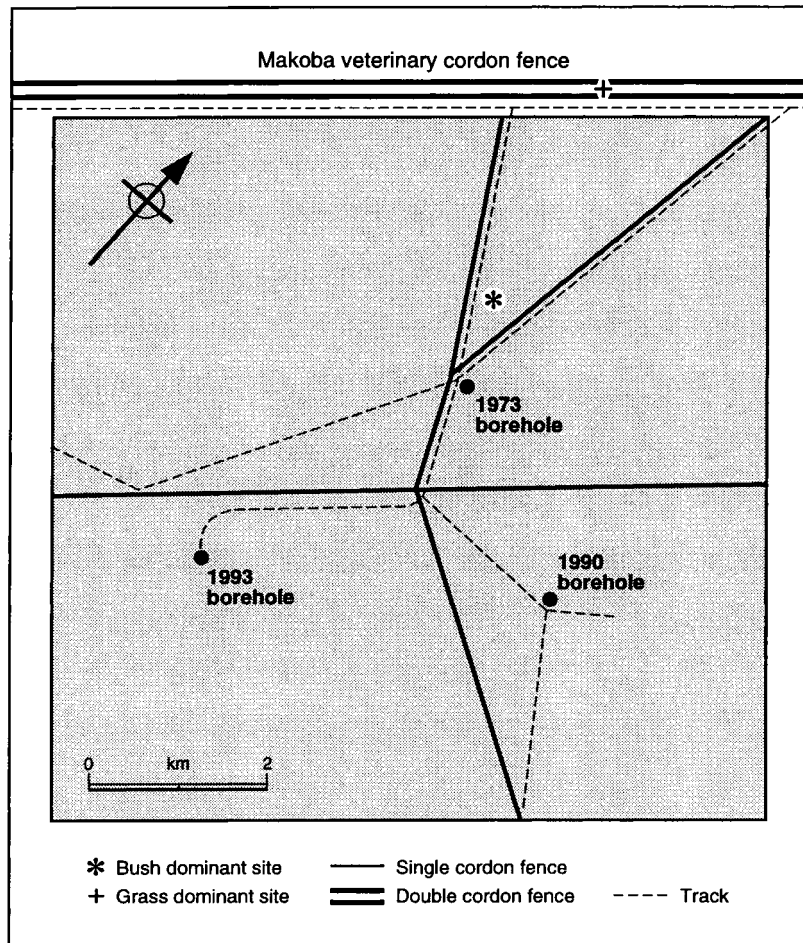 Makoba veterinary cordon fence
1973
borehole
1993
borehole
1990
borehole
0 km 2
* Bush dominant site
Single cordon fence
+ Grass dominant site
Double cordon fence
Track